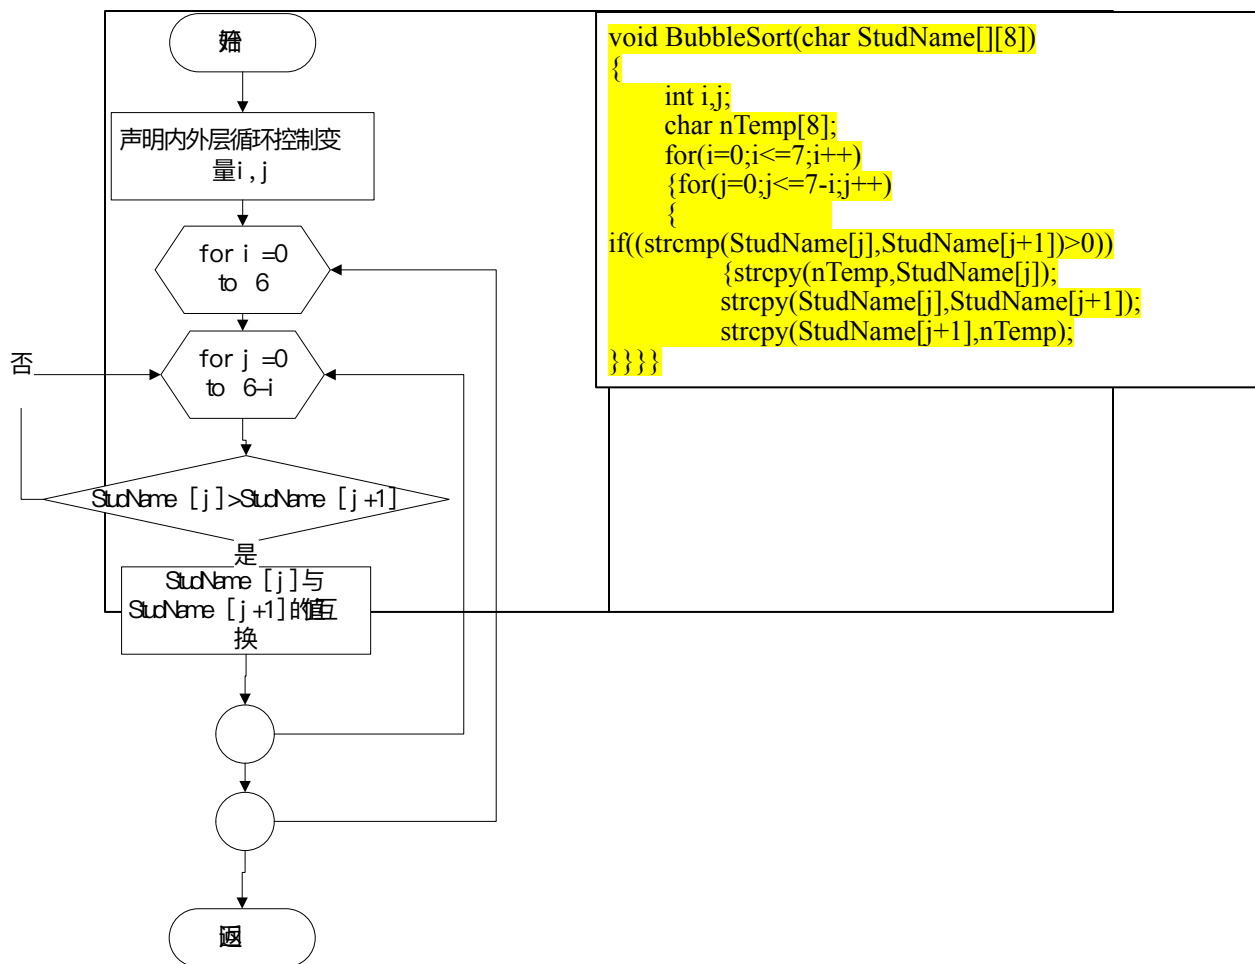 开始
声明内外层循环控制变
量i,j
for i=0
to 6
for j=0
to 6-i
否
StudName [j]>StudName [j+1]
是
StudName [j]与
StudName [j+1]的值互
换
返回
void BubbleSort(char StudName[][8])
{
int i,j;
char nTemp[8];
for(i=0;i<=7;i++)
{for(j=0;j<=7-i;j++)
{
if((strcmp(StudName[j],StudName[j+1])>0))
{strcpy(nTemp,StudName[j]);
strcpy(StudName[j],StudName[j+1]);
strcpy(StudName[j+1],nTemp);
}}}}